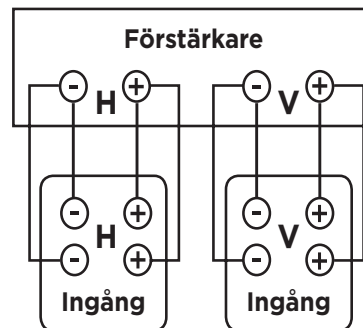 Förstärkare
- H + - V +
- H + - V +
- + - +
Ingång Ingång